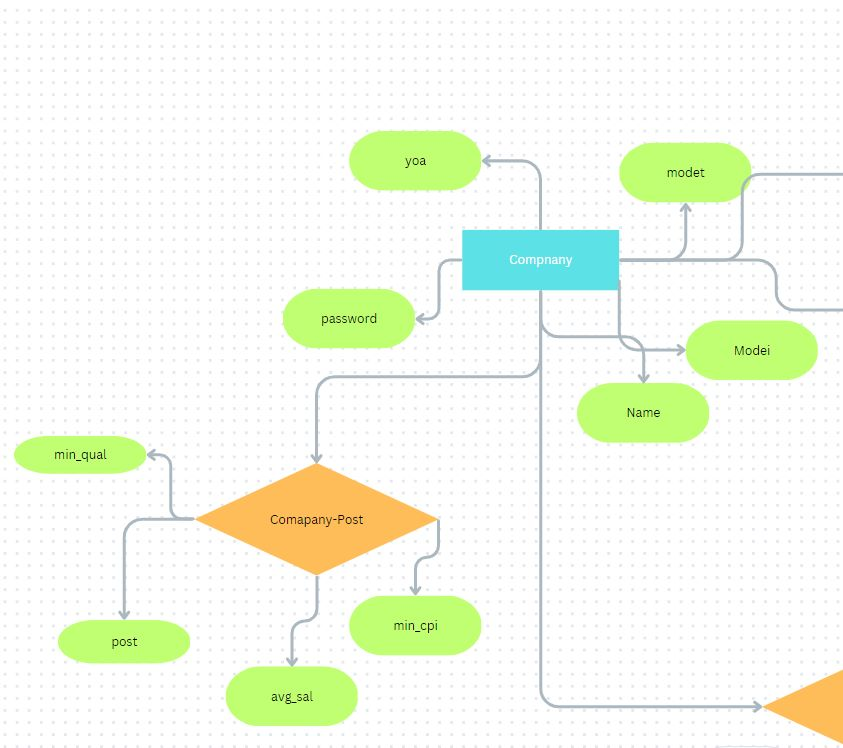 yoa
modet
Compnany
password
Modei
Name
min_qual
Comapany-Post
min_cpi
post
avg_sal